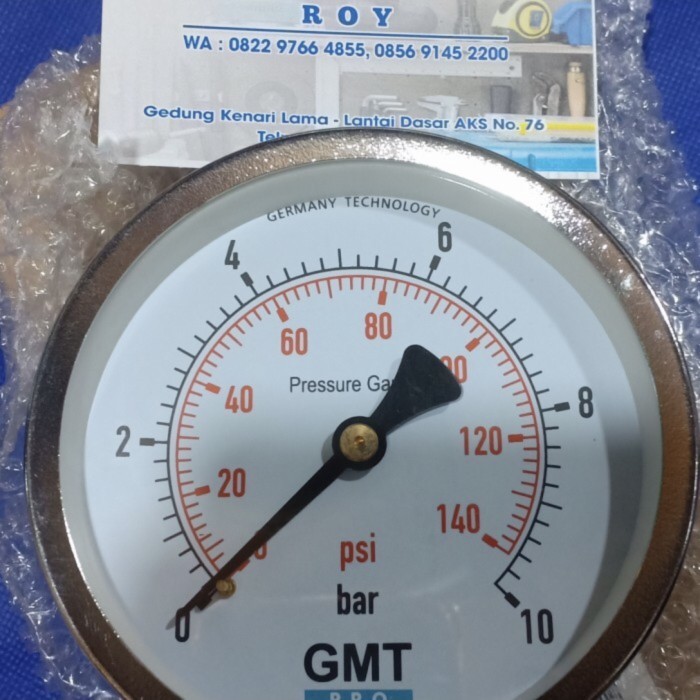 ROY
WA : 0822 9766 4855, 0856 9145 2200
Gedung Kenari Lama - Lantai Dasar AKS No. 76
GERMANY TECHNOLOGY
4 6
60 80
Pressure
40 8
2 120
20
140
psi
bar
0 10
GMT
PRO